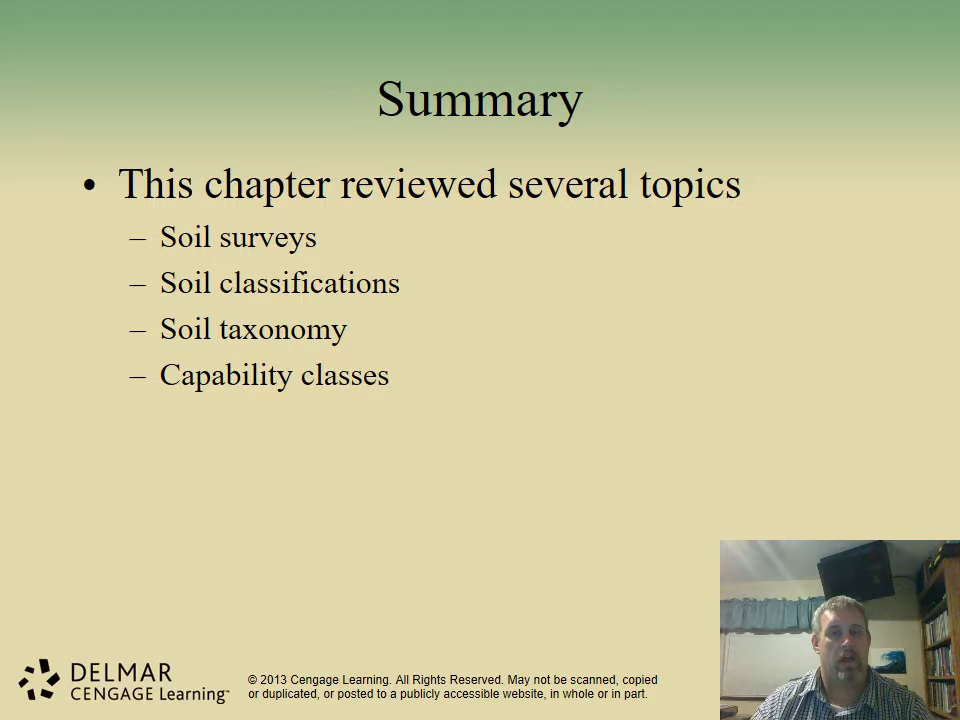 Summary
• This chapter reviewed several topics
– Soil surveys
– Soil classifications
– Soil taxonomy
– Capability classes
DELMAR
CENGAGE Learning™
© 2013 Cengage Learning. All Rights Reserved. May not be scanned, copied
or duplicated, or posted to a publicly accessible website, in whole or in part.